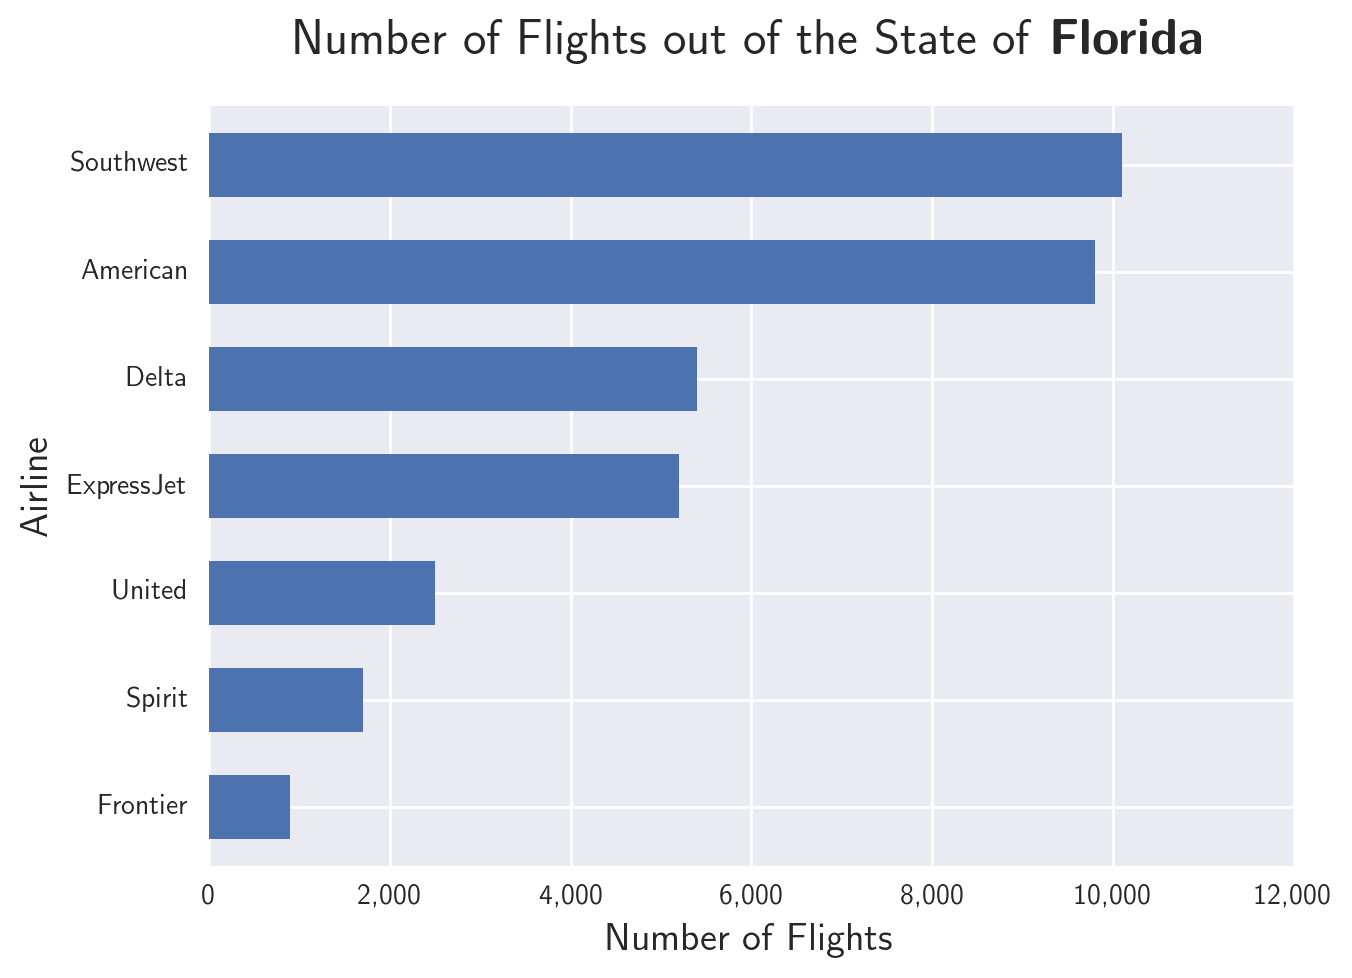 Number of Flights out of the State of Florida
Southwest
American
Delta
ExpressJet
United
Spirit
Frontier
Airline
0 2,000 4,000 6,000 8,000 10,000 12,000
Number of Flights